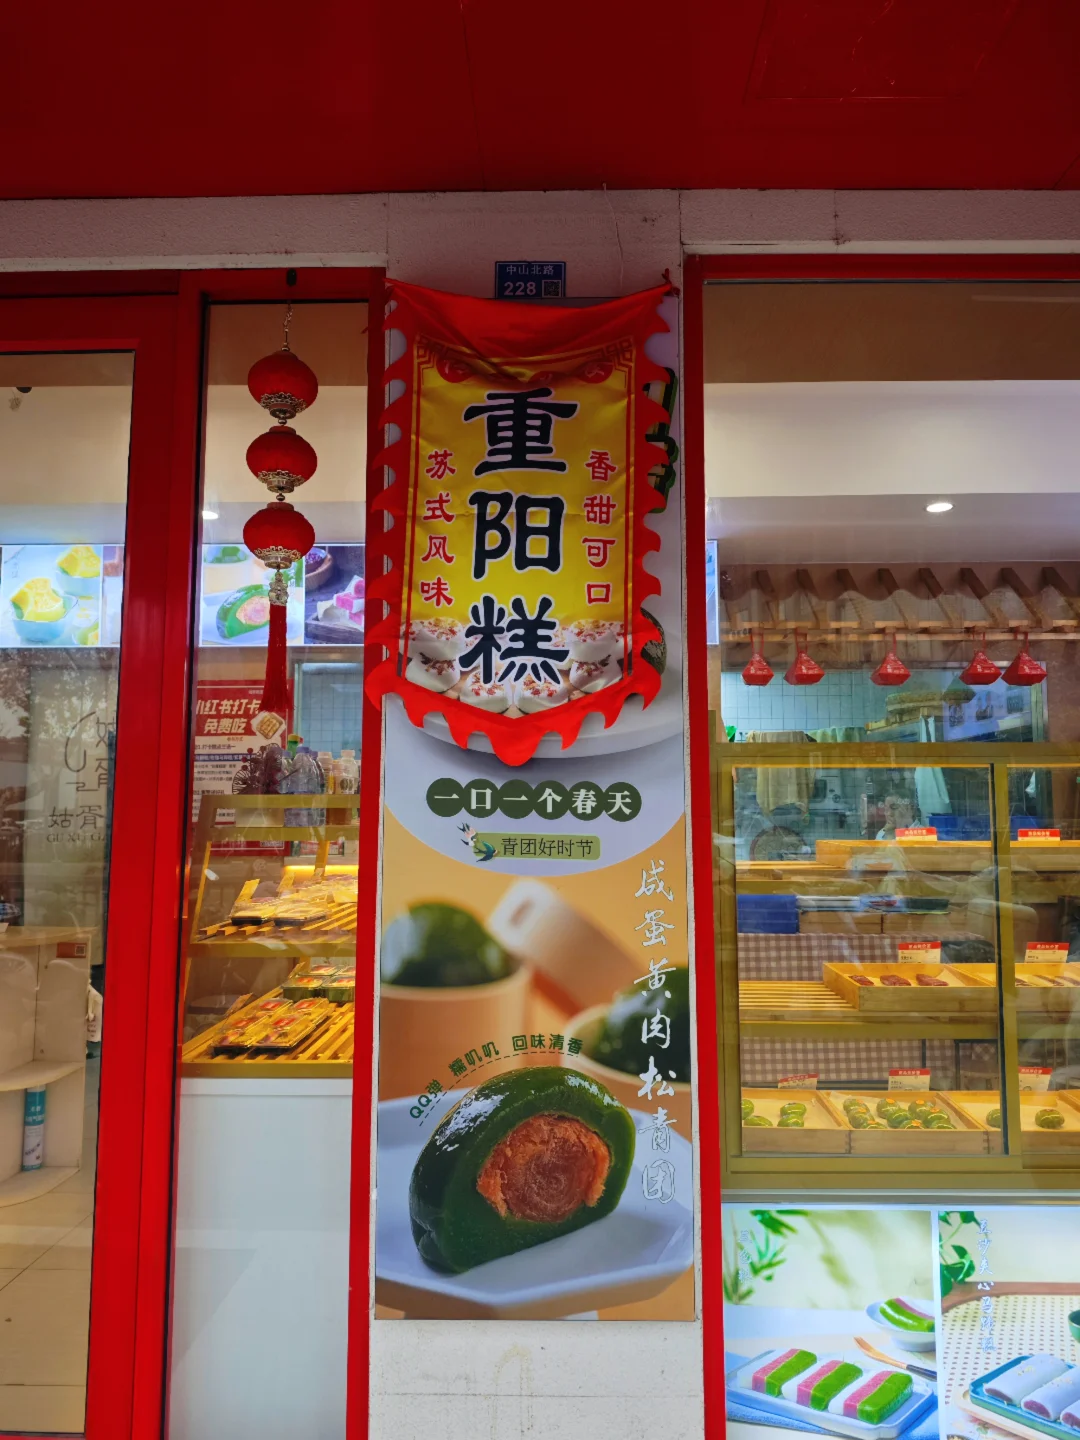 中山北路
228
重阳糕
苏式风味
香甜可口
一口一个春天
青团好时节
咸蛋黄肉松青团
QQ弹 糯叽叽 回味清香
小红书打卡
免费吃
姑胥